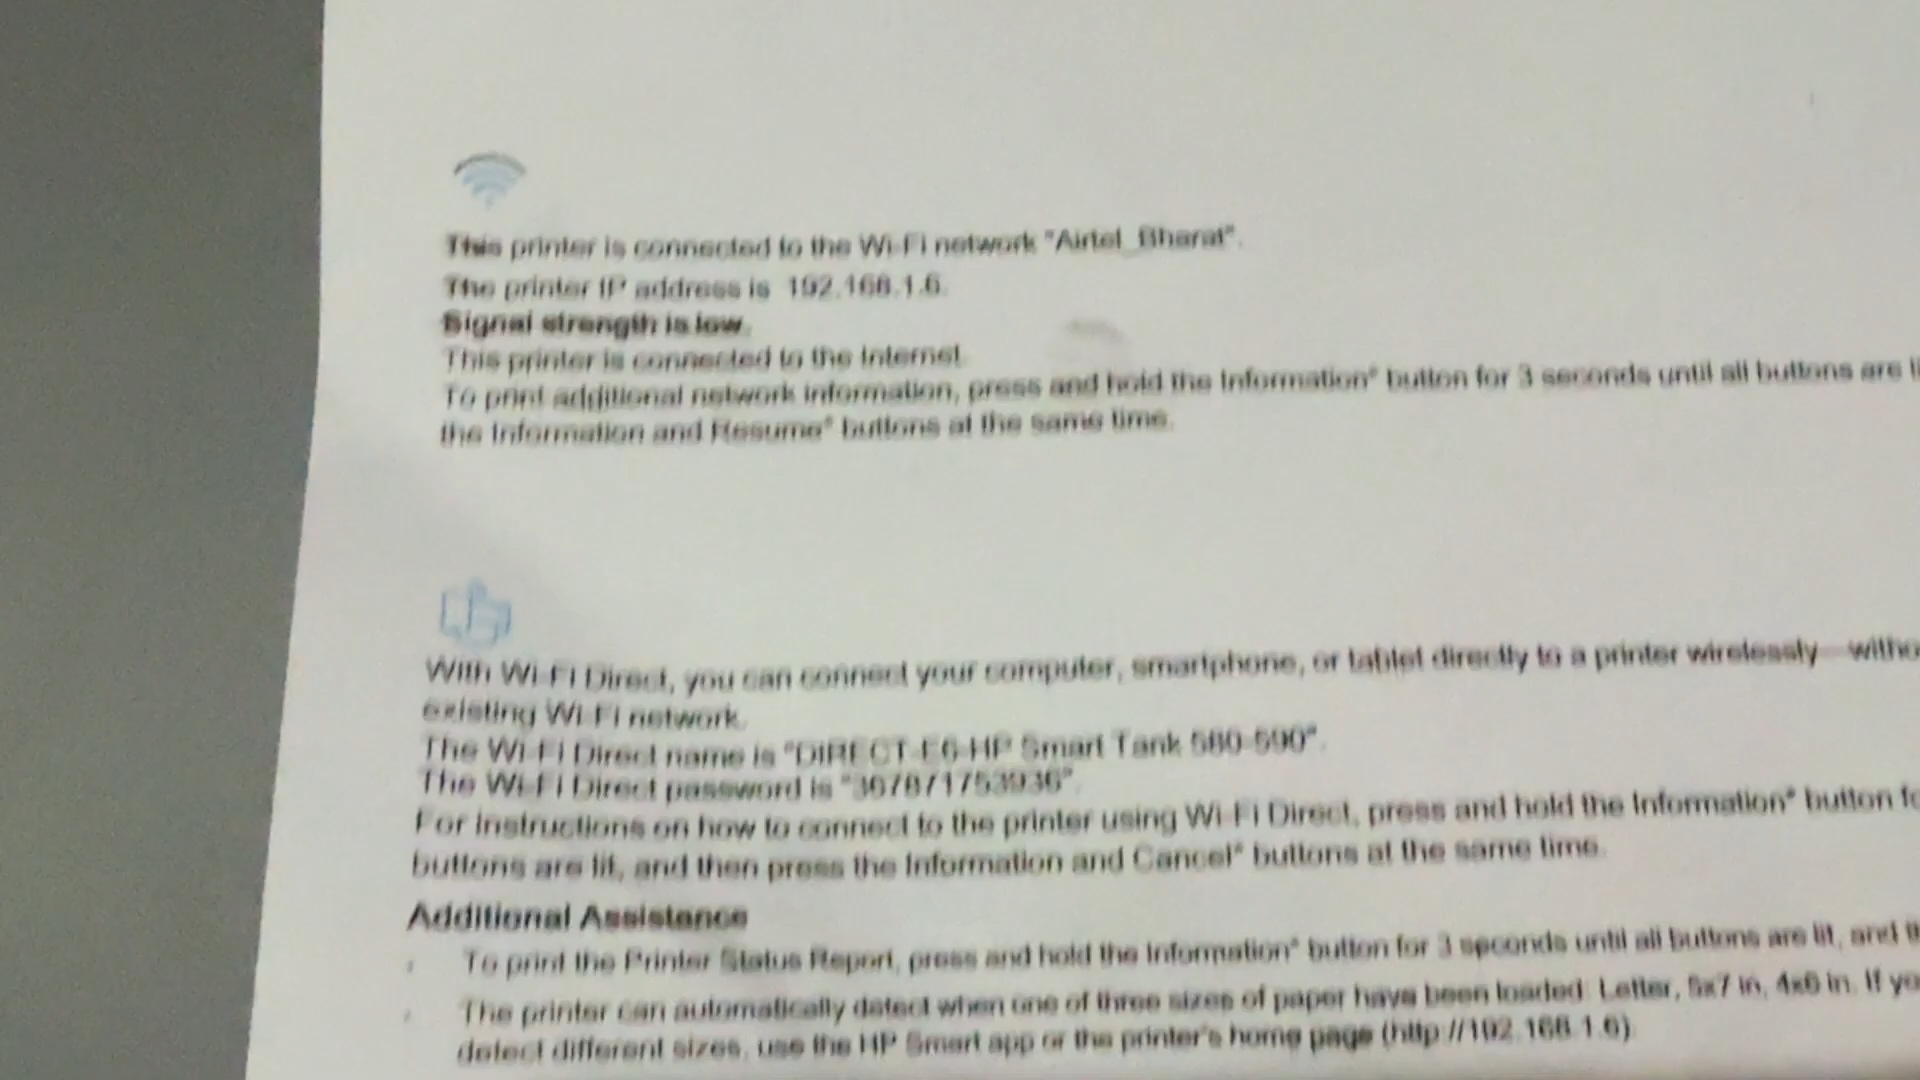 This printer is connected to the Wi-Fi network "Airtel_Bharat".
The printer IP address is 192.168.1.6.
Signal strength is low.
This printer is connected to the Internet.
To print additional network information, press and hold the Information* button for 3 seconds until all buttons are
the Information and Resume* buttons at the same time.
With Wi-Fi Direct, you can connect your computer, smartphone, or tablet directly to a printer wirelessly—
existing Wi-Fi network.
The Wi-Fi Direct name is "DIRECT-E6-HP Smart Tank 580-590".
The Wi-Fi Direct password is
For instructions on how to connect to the printer using Wi-Fi Direct, press and hold the Information* button
buttons are lit, and then press the Information and Cancel* buttons at the same time.
Additional Assistance
To print the Printer Status Report, press and hold the Information* button for 3 seconds until all buttons are lit, and
The printer can automatically detect when one of three sizes of paper have been loaded: Letter, 5x7 in, 4x6 in. If
detect different sizes, use the HP Smart app or the printer's home page (http://192.168.1.6)